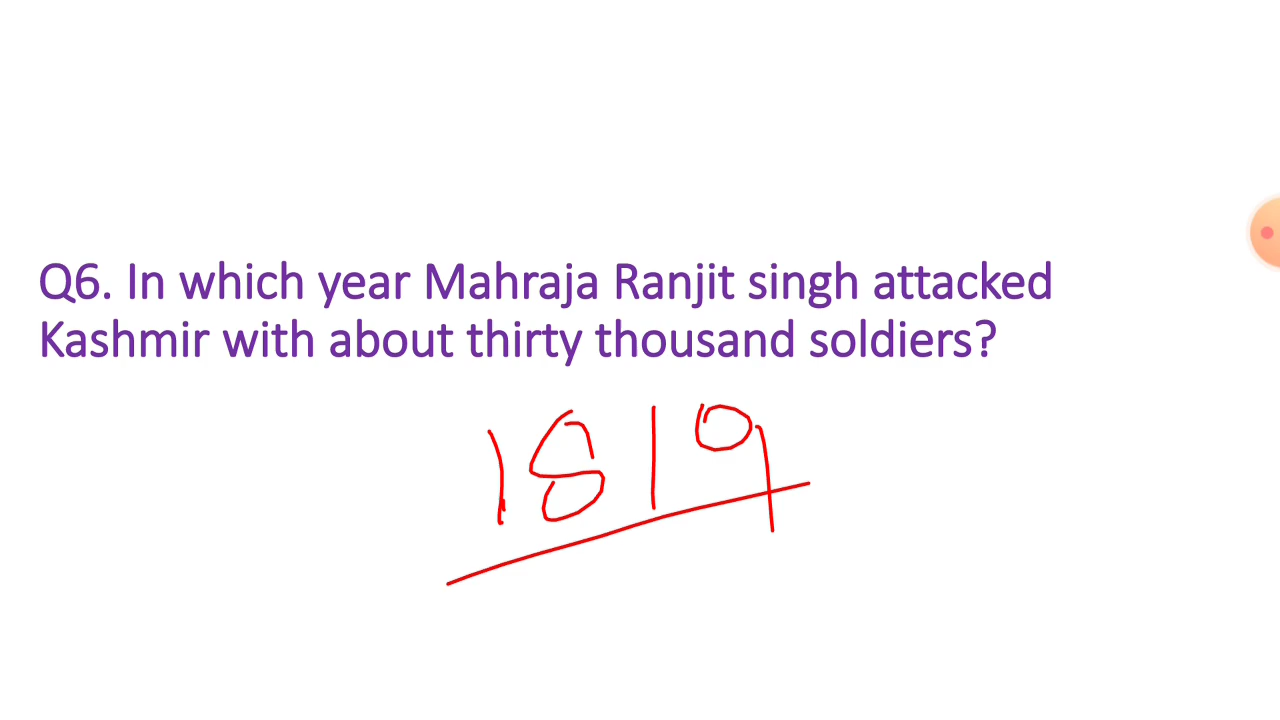 Q6. In which year Mahraja Ranjit singh attacked
Kashmir with about thirty thousand soldiers?
1819